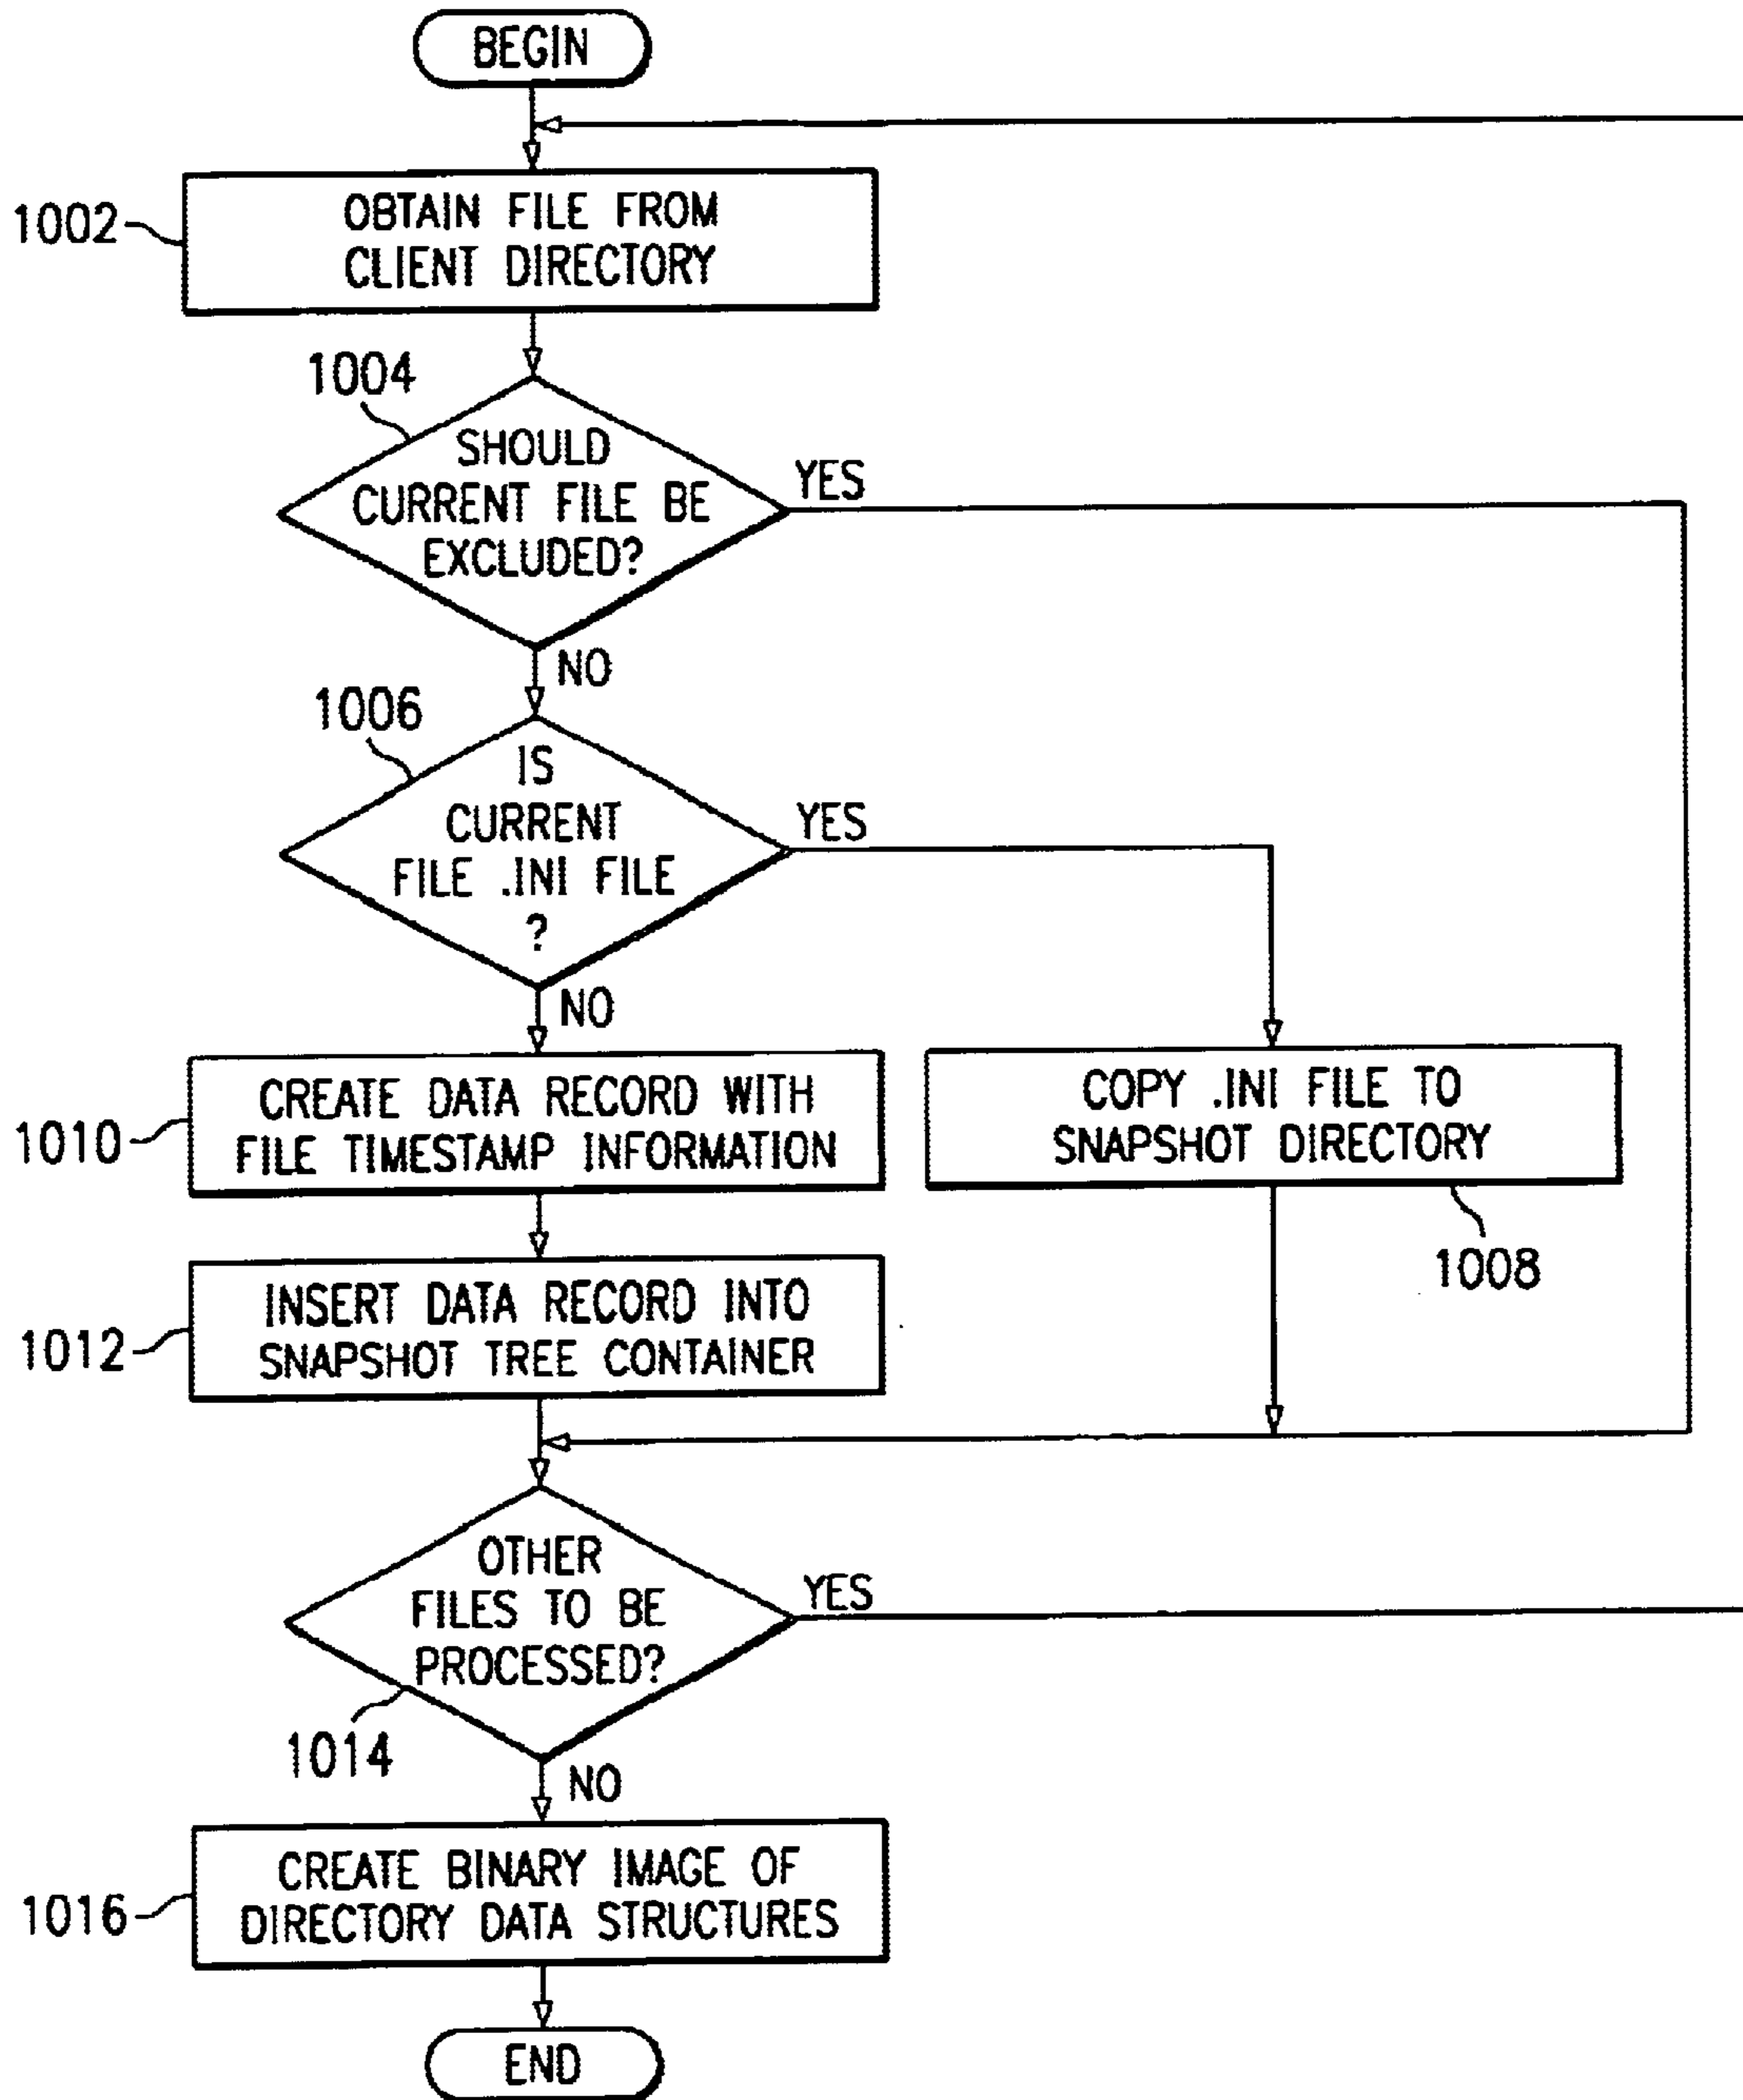 BEGIN
1002
OBTAIN FILE FROM
CLIENT DIRECTORY
1004
SHOULD
CURRENT FILE BE
EXCLUDED?
YES
NO
1006
IS
CURRENT
FILE .INI FILE
?
YES
NO
1010
CREATE DATA RECORD WITH
FILE TIMESTAMP INFORMATION
COPY .INI FILE TO
SNAPSHOT DIRECTORY
1008
1012
INSERT DATA RECORD INTO
SNAPSHOT TREE CONTAINER
OTHER
FILES TO BE
PROCESSED?
YES
1014
NO
1016
CREATE BINARY IMAGE OF
DIRECTORY DATA STRUCTURES
END